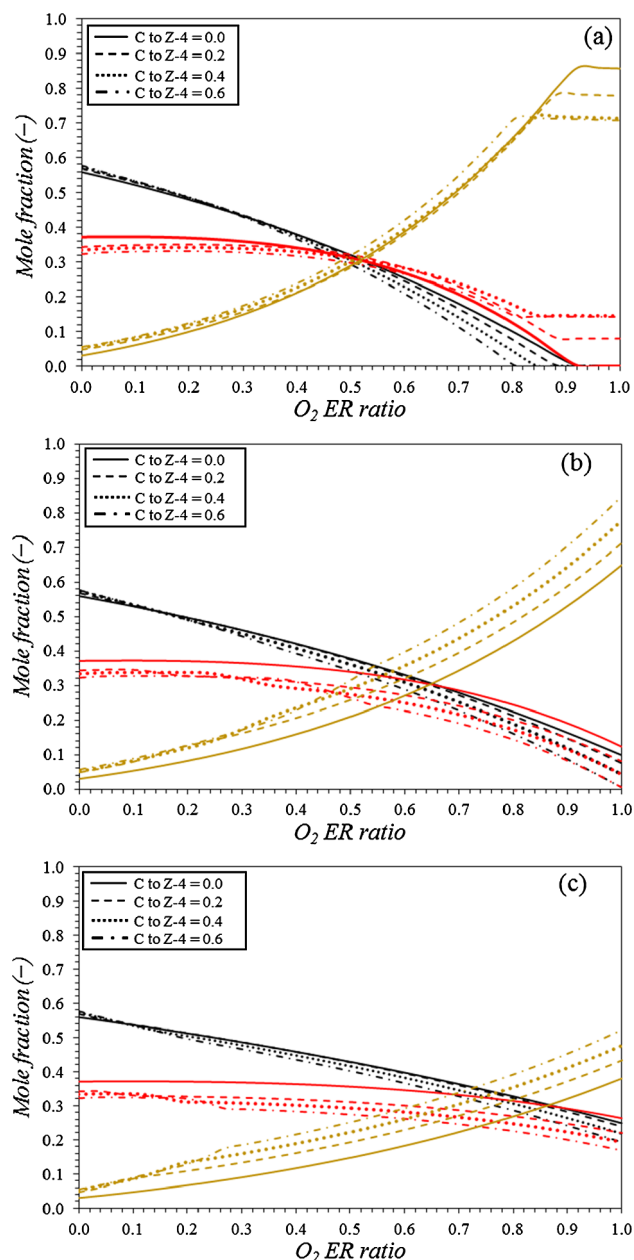 (a)
C to Z-4 = 0.0
C to Z-4 = 0.2
C to Z-4 = 0.4
C to Z-4 = 0.6
1.0
0.9
0.8
0.7
0.6
0.5
0.4
0.3
0.2
0.1
0.0
Mole fraction (−)
0.0 0.1 0.2 0.3 0.4 0.5 0.6 0.7 0.8 0.9 1.0
O2 ER ratio
(b)
C to Z-4 = 0.0
C to Z-4 = 0.2
C to Z-4 = 0.4
C to Z-4 = 0.6
1.0
0.9
0.8
0.7
0.6
0.5
0.4
0.3
0.2
0.1
0.0
Mole fraction (−)
0.0 0.1 0.2 0.3 0.4 0.5 0.6 0.7 0.8 0.9 1.0
O2 ER ratio
(c)
C to Z-4 = 0.0
C to Z-4 = 0.2
C to Z-4 = 0.4
C to Z-4 = 0.6
1.0
0.9
0.8
0.7
0.6
0.5
0.4
0.3
0.2
0.1
0.0
Mole fraction (−)
0.0 0.1 0.2 0.3 0.4 0.5 0.6 0.7 0.8 0.9 1.0
O2 ER ratio